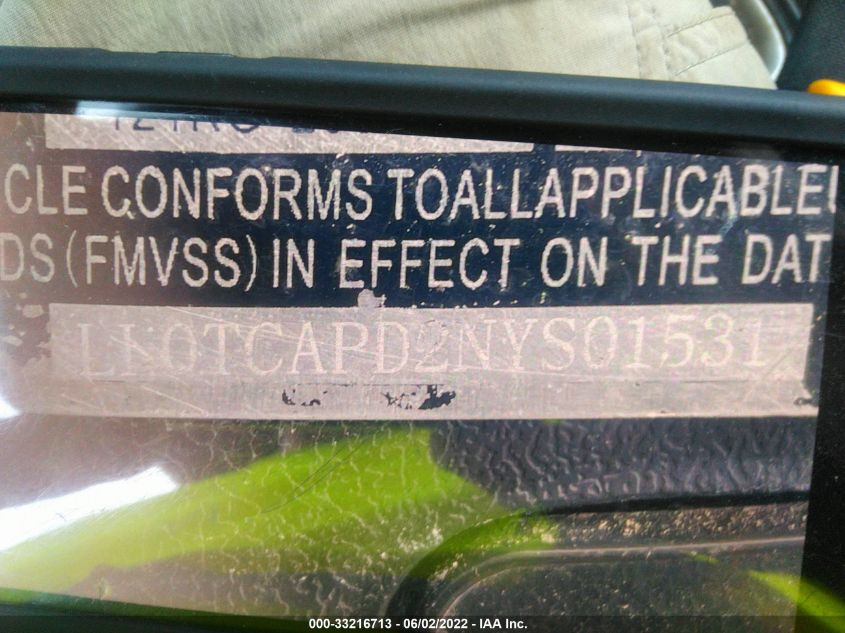 CLE CONFORMS TOALLAPPLICABLE
DS (FMVSS) IN EFFECT ON THE DAT
LL0TCAPD2NYS01531
000-33216713 - 06/02/2022 - IAA Inc.